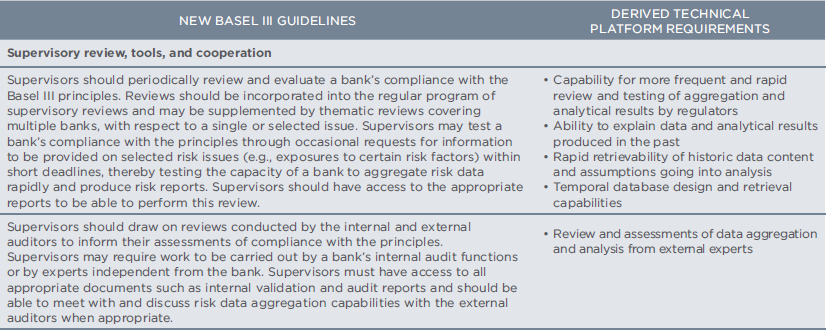 NEW BASEL III GUIDELINES
DERIVED TECHNICAL
PLATFORM REQUIREMENTS
Supervisory review, tools, and cooperation
Supervisors should periodically review and evaluate a bank's compliance with the
Basel III principles. Reviews should be incorporated into the regular program of
supervisory reviews and may be supplemented by thematic reviews covering
multiple banks, with respect to a single or selected issue. Supervisors may test a
bank's compliance with the principles through occasional requests for information
to be provided on selected risk issues (e.g., exposures to certain risk factors) within
short deadlines, thereby testing the capacity of a bank to aggregate risk data
rapidly and produce risk reports. Supervisors should have access to the appropriate
reports to be able to perform this review.
• Capability for more frequent and rapid
review and testing of aggregation and
analytical results by regulators
• Ability to explain data and analytical results
produced in the past
• Rapid retrievability of historic data content
and assumptions going into analysis
• Temporal database design and retrieval
capabilities
Supervisors should draw on reviews conducted by the internal and external
auditors to inform their assessments of compliance with the principles.
Supervisors may require work to be carried out by a bank's internal audit functions
or by experts independent from the bank. Supervisors must have access to all
appropriate documents such as internal validation and audit reports and should be
able to meet with and discuss risk data aggregation capabilities with the external
auditors when appropriate.
• Review and assessments of data aggregation
and analysis from external experts